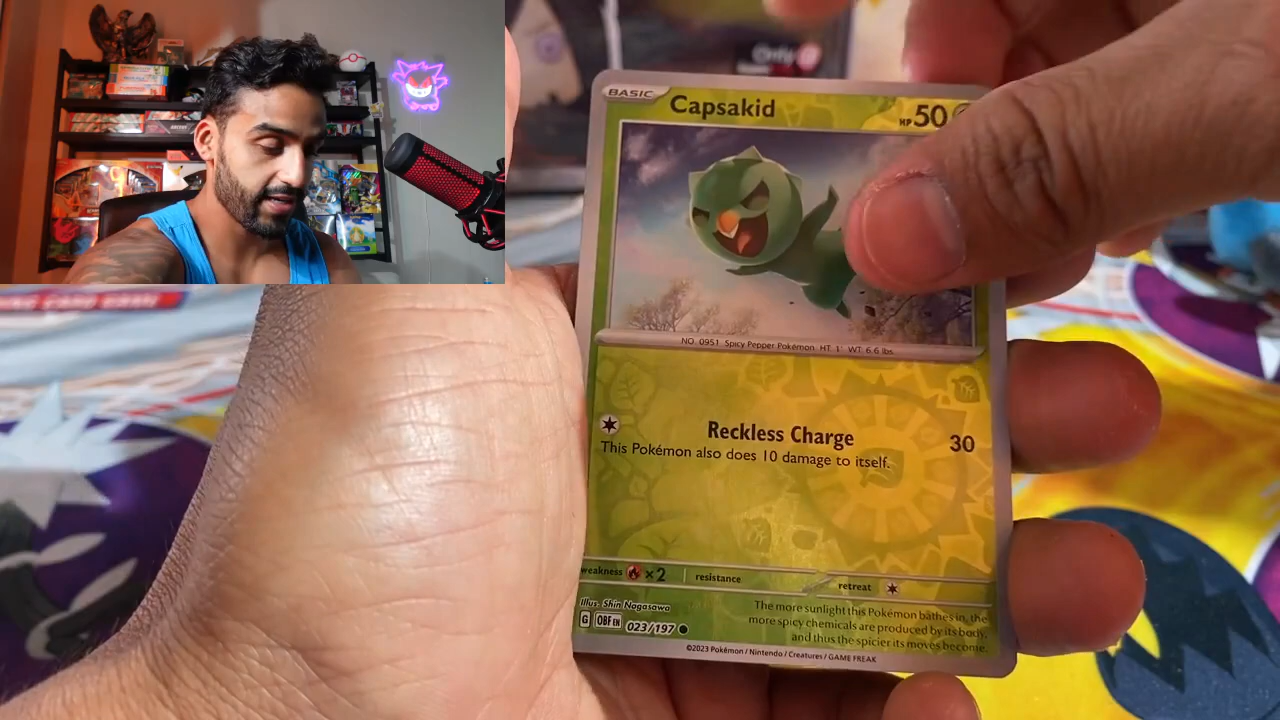 Only
BASIC
Capsakid
HP 50
NO. 0951 Spicy Pepper Pokémon HT 1' WT 6.6 lbs.
Reckless Charge 30
This Pokémon also does 10 damage to itself.
weakness ×2 resistance retreat
Illus. Shin Nagasawa
G OBF EN 023/197
The more sunlight this Pokémon bathes in, the
more spicy chemicals are produced by its body,
and thus the spicier its moves become.
©2023 Pokémon / Nintendo / Creatures / GAME FREAK